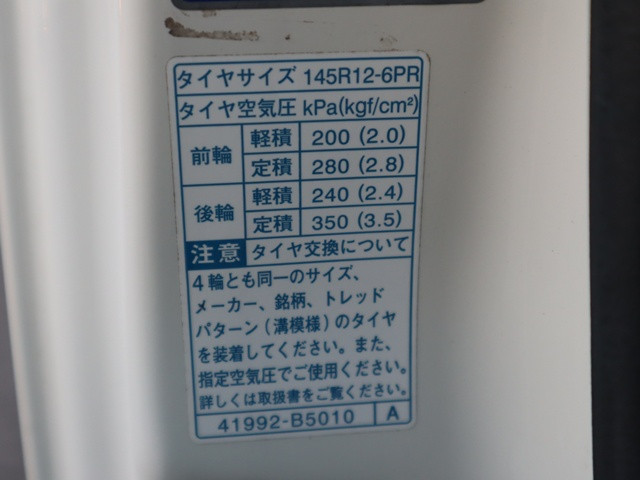 タイヤサイズ 145R12-6PR
タイヤ空気圧 kPa(kgf/cm²)
前輪 軽積 200 (2.0)
定積 280 (2.8)
後輪 軽積 240 (2.4)
定積 350 (3.5)
注意 タイヤ交換について
4輪とも同一のサイズ、
メーカー、銘柄、トレッド
パターン(溝模様)のタイヤ
を装着してください。また、
指定空気圧でご使用ください。
詳しくは取扱書をご覧ください。
41992-B5010 A